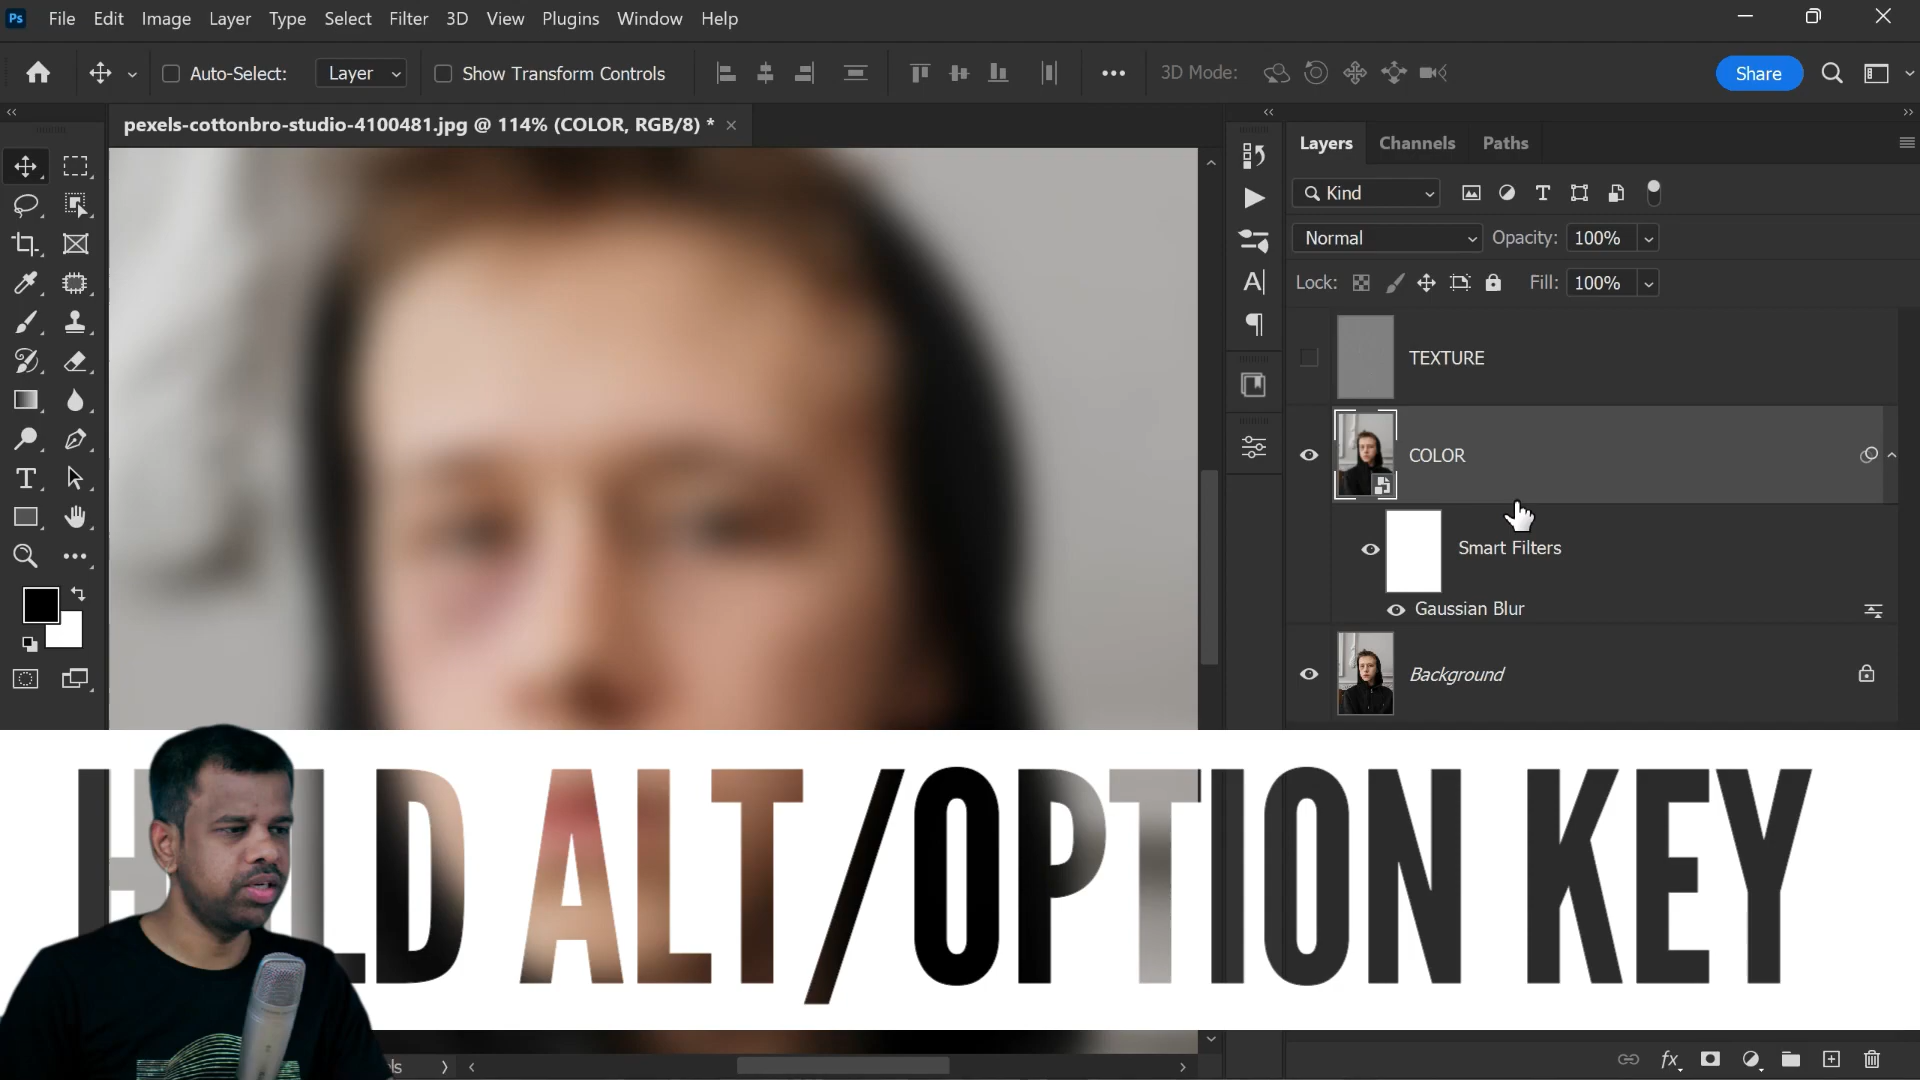 Ps File Edit Image Layer Type Select Filter 3D View Plugins Window Help
Auto-Select: Layer Show Transform Controls 3D Mode: Share
pexels-cottonbro-studio-4100481.jpg @ 114% (COLOR, RGB/8) *
Layers Channels Paths
Kind
Normal Opacity: 100%
Lock: Fill: 100%
TEXTURE
COLOR
Smart Filters
Gaussian Blur
Background
ALT/OPTION KEY